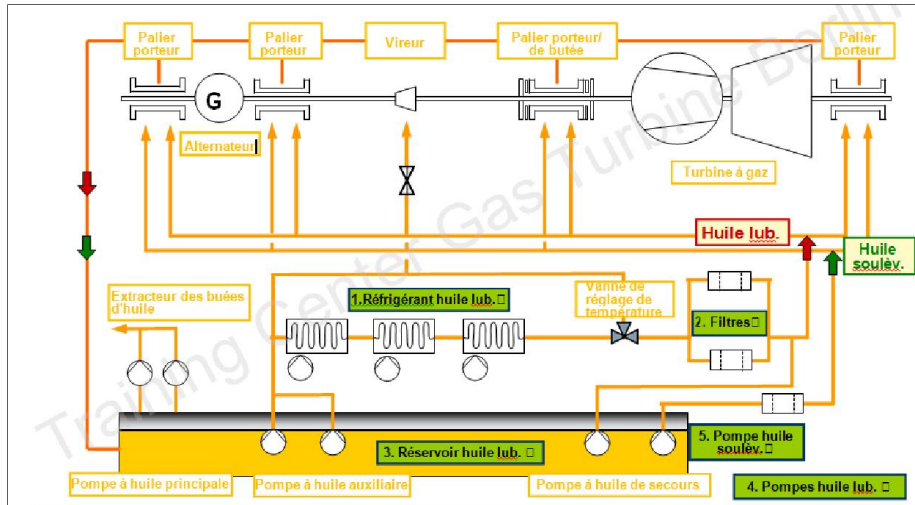 Palier
porteur
Palier
porteur
Vireur
Palier porteur/
de butée
Palier
porteur
G
Alternateur
Turbine à gaz
Huile lub.
Huile
soulèv.
Extracteur des buées
d'huile
1.Réfrigérant huile lub.
Vanne de
réglage de
température
2. Filtres
3. Réservoir huile lub.
5. Pompe huile
soulèv.
Pompe à huile principale
Pompe à huile auxiliaire
Pompe à huile de secours
4. Pompes huile lub.
Training Center Gas Turbine Berlin